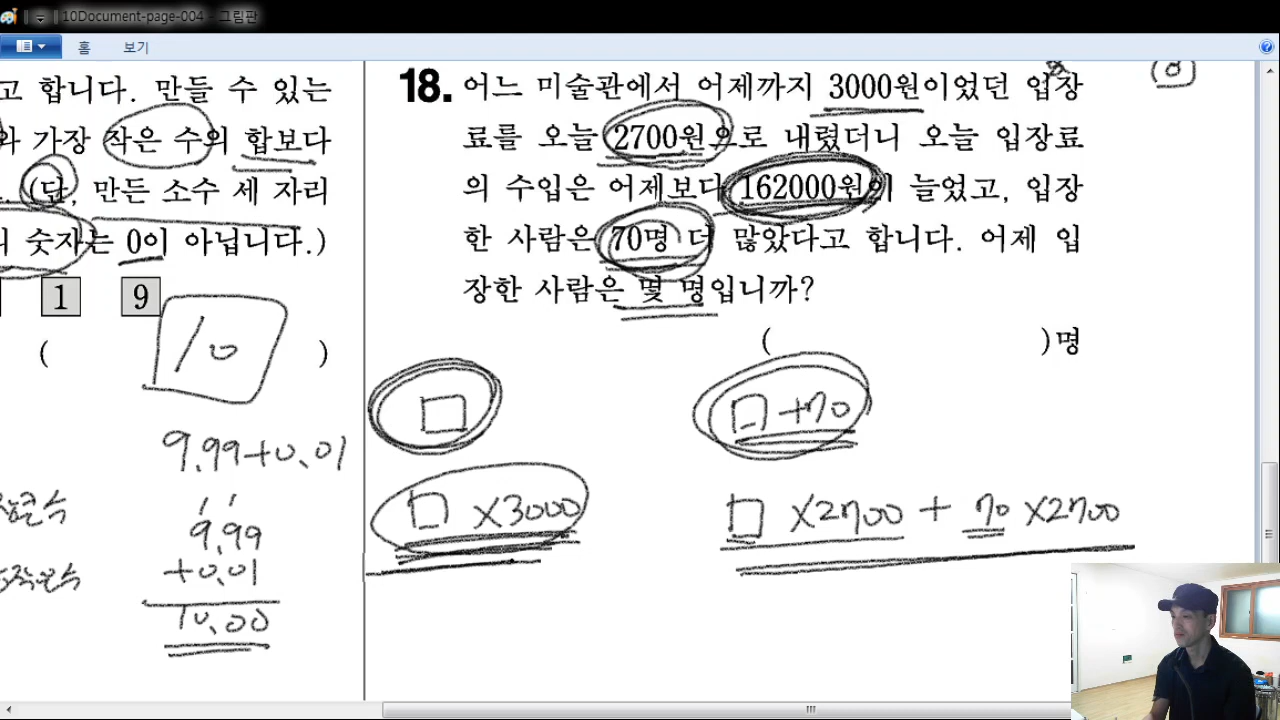 10Document-page-004 - 그림판
홈 보기
고 합니다. 만들 수 있는
와 가장 작은 수의 합보다
. (단, 만든 소수 세 자리
의 숫자는 0이 아닙니다.)
1 9
( 10 )
9.99+0.01
9.99
+0.01
10.00
18. 어느 미술관에서 어제까지 3000원이었던 입장
료를 오늘 2700원으로 내렸더니 오늘 입장료
의 수입은 어제보다 162000원이 늘었고, 입장
한 사람은 70명 더 많았다고 합니다. 어제 입
장한 사람은 몇 명입니까?
( )명
□ □+70
□ ×3000 □ ×2700 + 70 ×2700